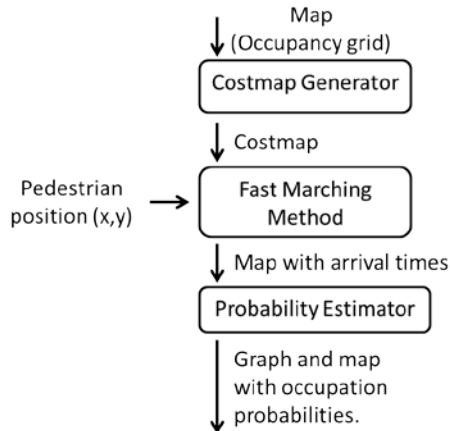 Map
(Occupancy grid)
Costmap Generator
Costmap
Pedestrian
position (x,y)
Fast Marching
Method
Map with arrival times
Probability Estimator
Graph and map
with occupation
probabilities.